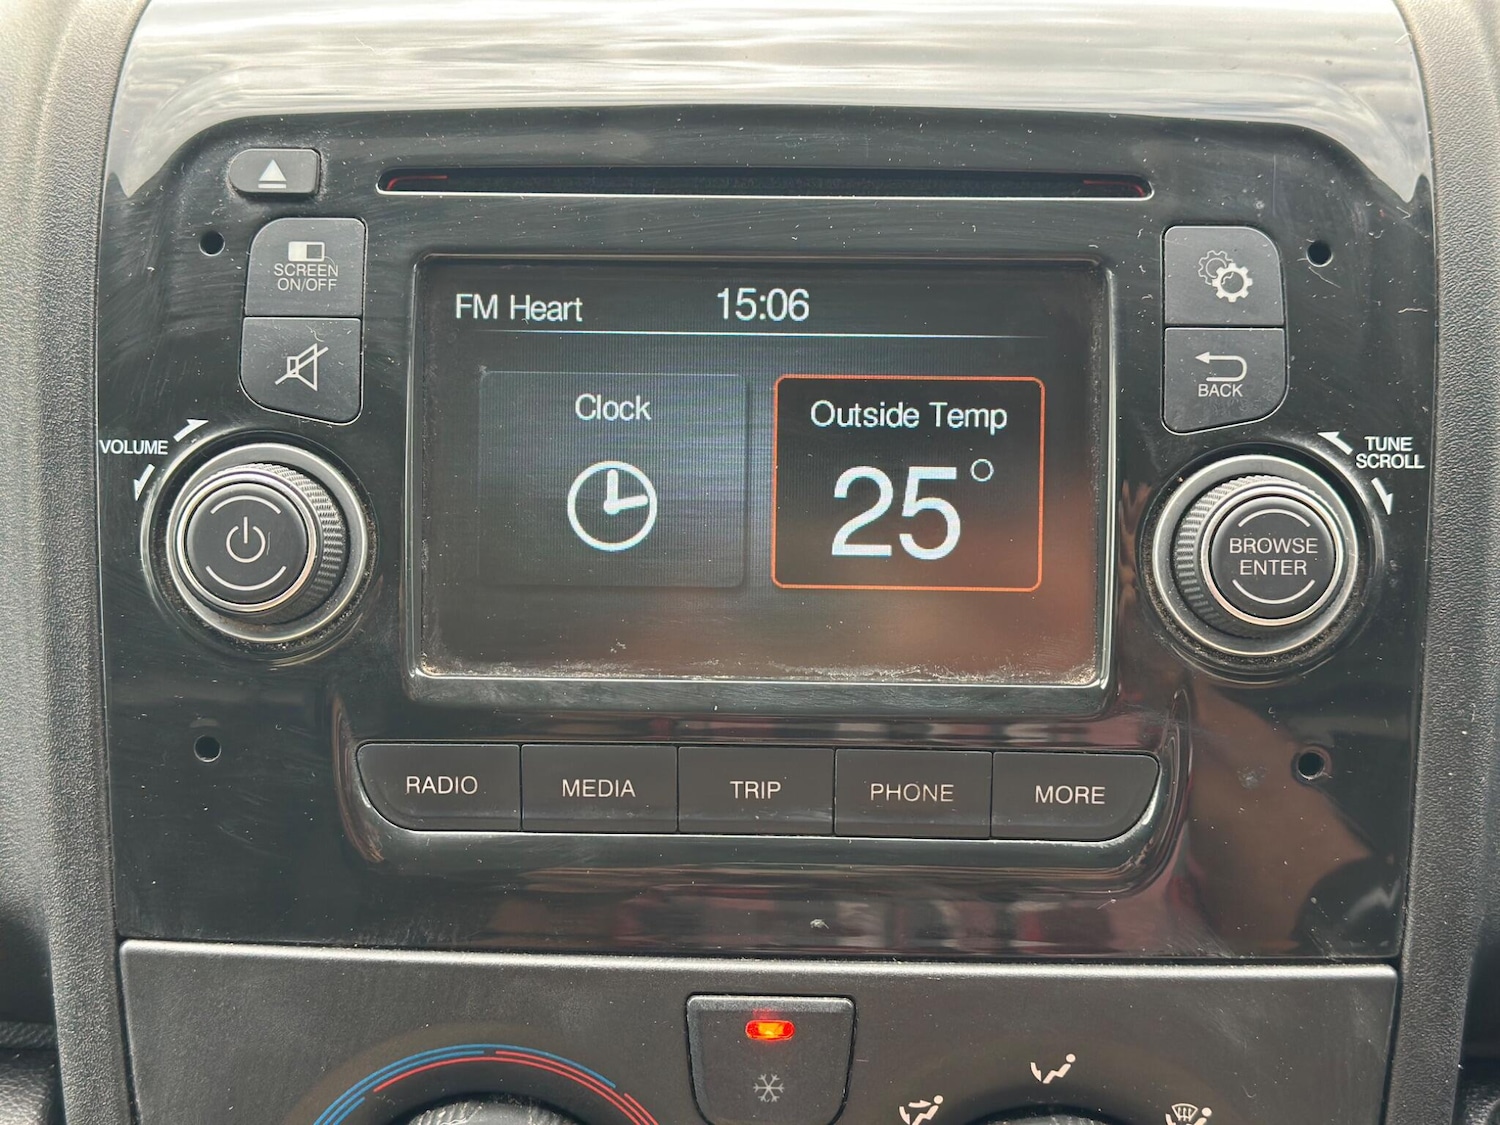 SCREEN
ON/OFF
FM Heart 15:06
Clock
Outside Temp
25°
BACK
VOLUME
TUNE
SCROLL
BROWSE
ENTER
RADIO
MEDIA
TRIP
PHONE
MORE